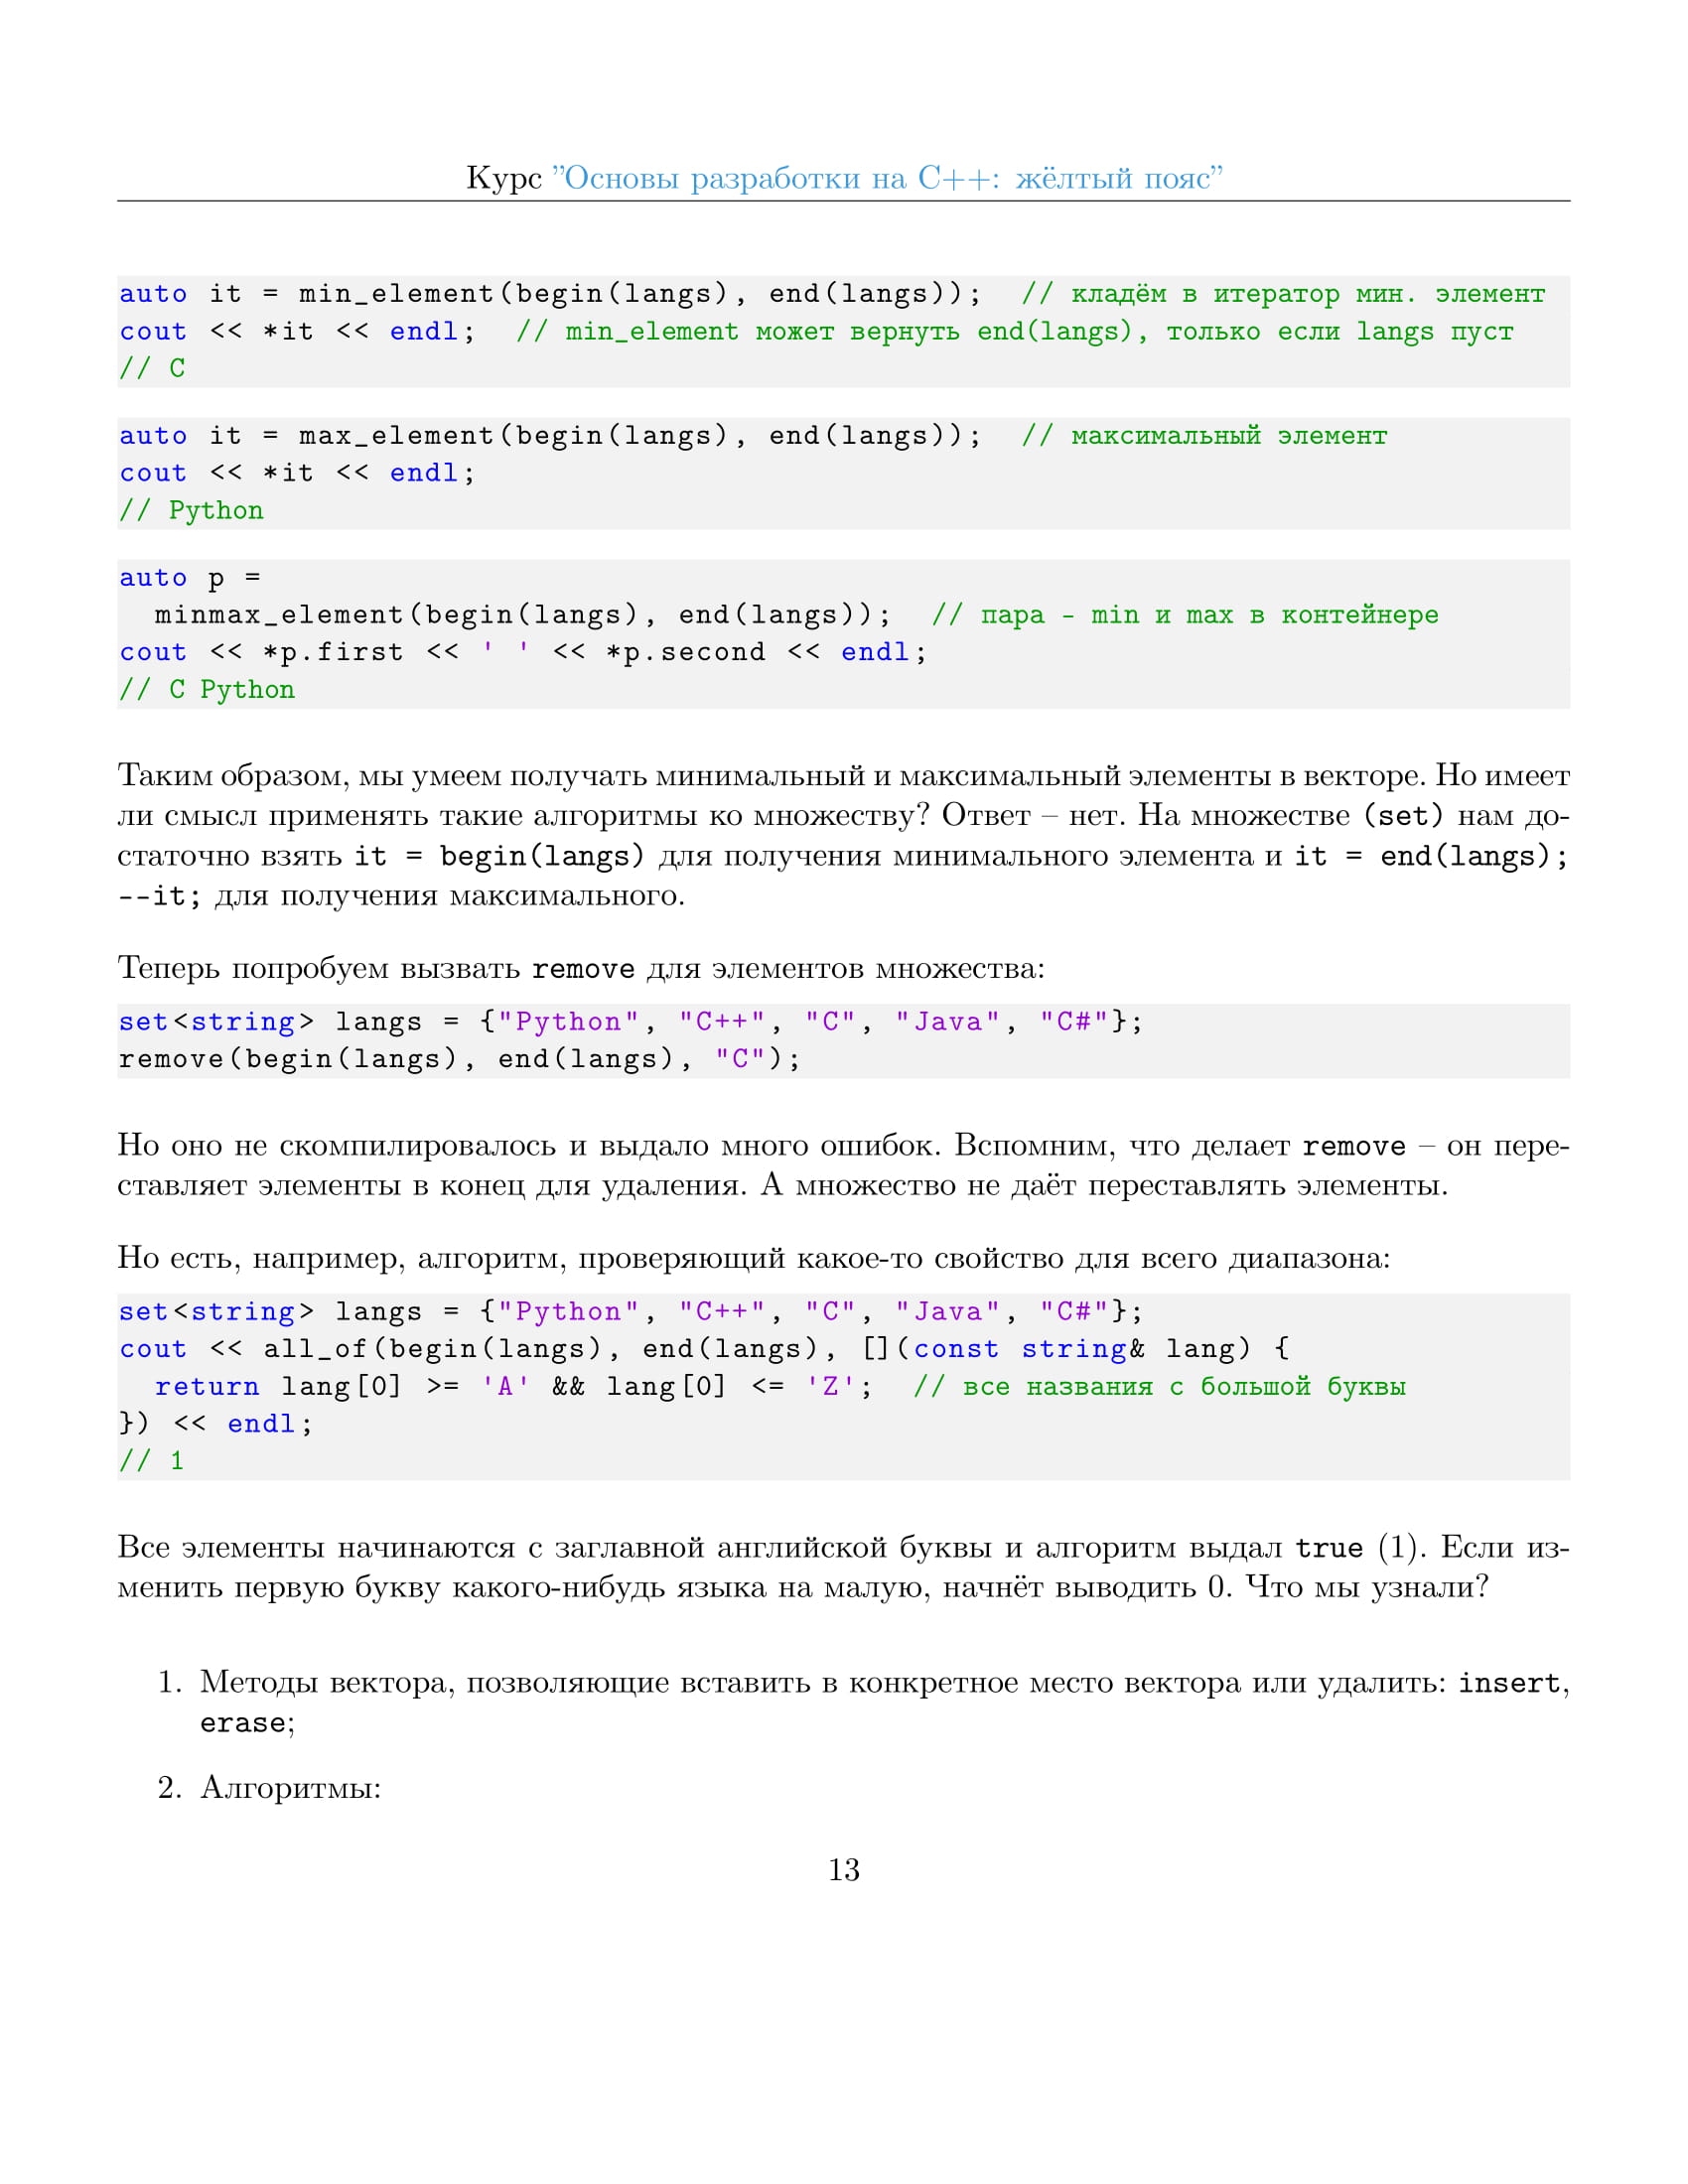 Курс ”Основы разработки на C++: жёлтый пояс”
auto it = min_element(begin(langs), end(langs));  // кладём в итератор мин. элемент
cout << *it << endl;  // min_element может вернуть end(langs), только если langs пуст
// C
auto it = max_element(begin(langs), end(langs));  // максимальный элемент
cout << *it << endl;
// Python
auto p =
  minmax_element(begin(langs), end(langs));  // пара - min и max в контейнере
cout << *p.first << ' ' << *p.second << endl;
// C Python
Таким образом, мы умеем получать минимальный и максимальный элементы в векторе. Но имеет
ли смысл применять такие алгоритмы ко множеству? Ответ – нет. На множестве (set) нам до-
статочно взять it = begin(langs) для получения минимального элемента и it = end(langs);
--it; для получения максимального.
Теперь попробуем вызвать remove для элементов множества:
set<string> langs = {"Python", "C++", "C", "Java", "C#"};
remove(begin(langs), end(langs), "C");
Но оно не скомпилировалось и выдало много ошибок. Вспомним, что делает remove – он пере-
ставляет элементы в конец для удаления. А множество не даёт переставлять элементы.
Но есть, например, алгоритм, проверяющий какое-то свойство для всего диапазона:
set<string> langs = {"Python", "C++", "C", "Java", "C#"};
cout << all_of(begin(langs), end(langs), [](const string& lang) {
  return lang[0] >= 'A' && lang[0] <= 'Z';  // все названия с большой буквы
}) << endl;
// 1
Все элементы начинаются с заглавной английской буквы и алгоритм выдал true (1). Если из-
менить первую букву какого-нибудь языка на малую, начнёт выводить 0. Что мы узнали?
1. Методы вектора, позволяющие вставить в конкретное место вектора или удалить: insert,
erase;
2. Алгоритмы:
13